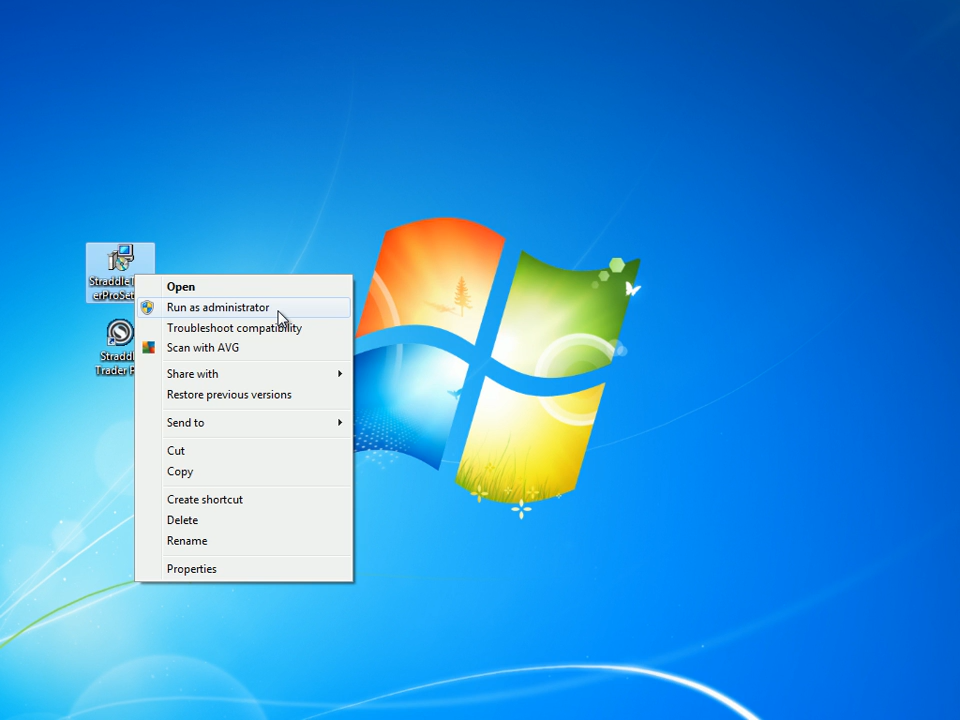 Straddle
erProSet
Straddl
Trader P
Open
Run as administrator
Troubleshoot compatibility
Scan with AVG
Share with
Restore previous versions
Send to
Cut
Copy
Create shortcut
Delete
Rename
Properties